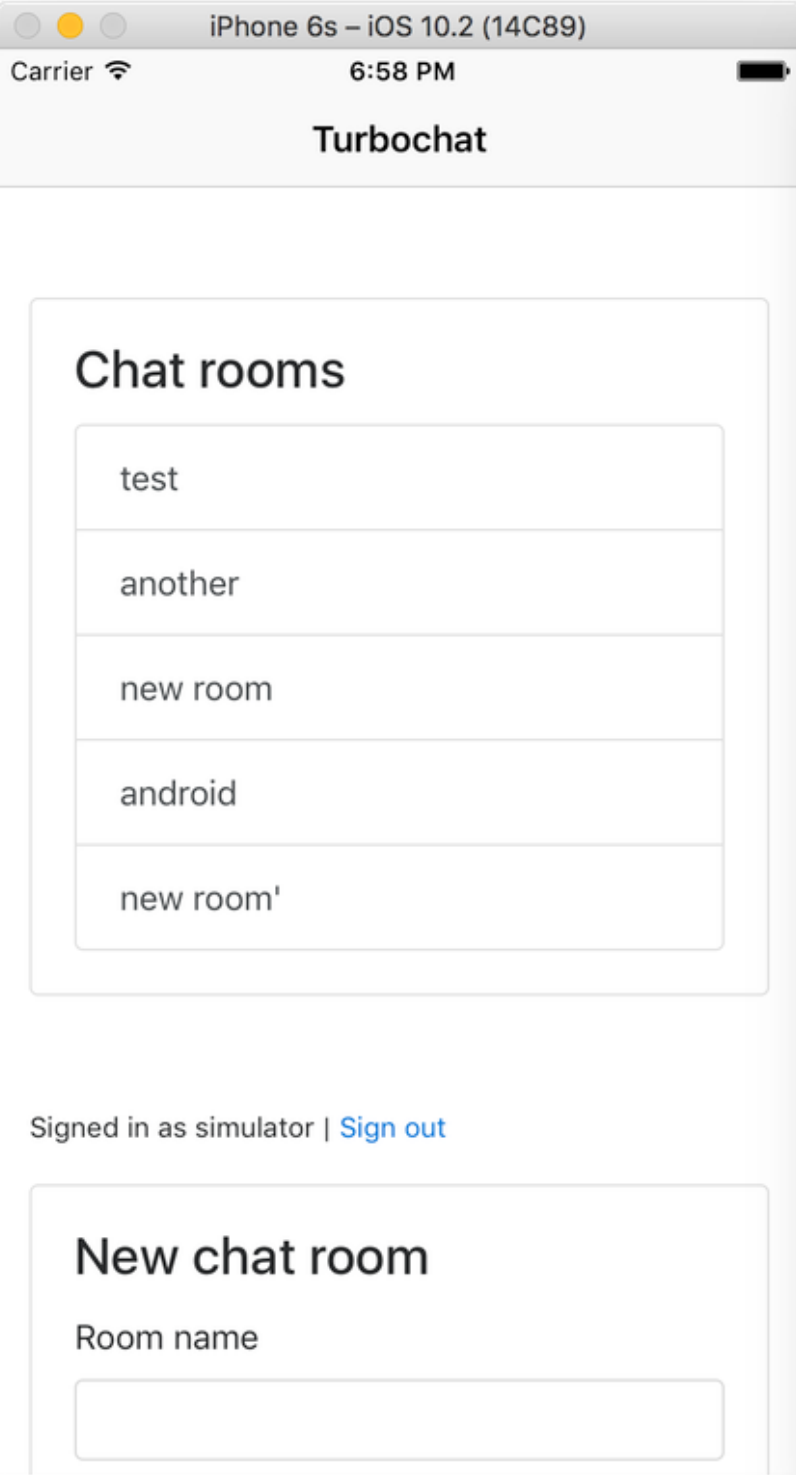 iPhone 6s – iOS 10.2 (14C89)
Carrier 6:58 PM
Turbochat
Chat rooms
test
another
new room
android
new room'
Signed in as simulator | Sign out
New chat room
Room name